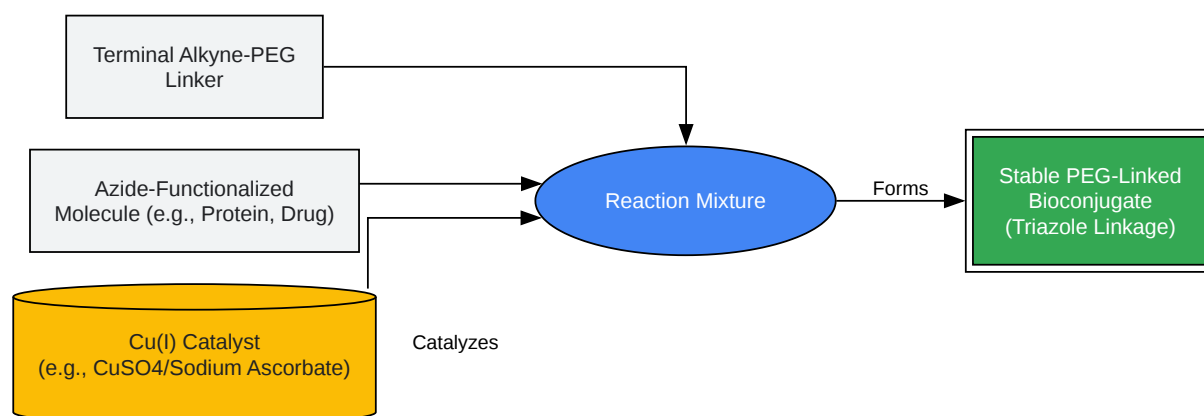 Terminal Alkyne-PEG
Linker
Azide-Functionalized
Molecule (e.g., Protein, Drug)
Cu(I) Catalyst
(e.g., CuSO4/Sodium Ascorbate)
Catalyzes
Reaction Mixture
Forms
Stable PEG-Linked
Bioconjugate
(Triazole Linkage)